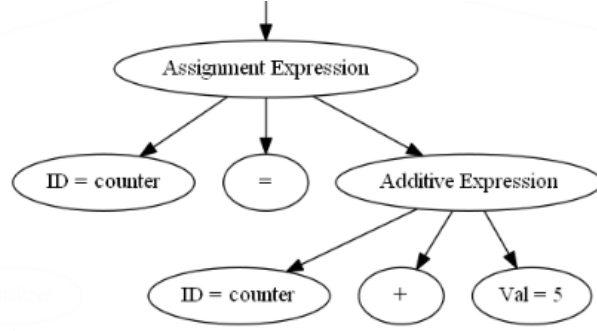 Assignment Expression
ID = counter
=
Additive Expression
ID = counter
+
Val = 5